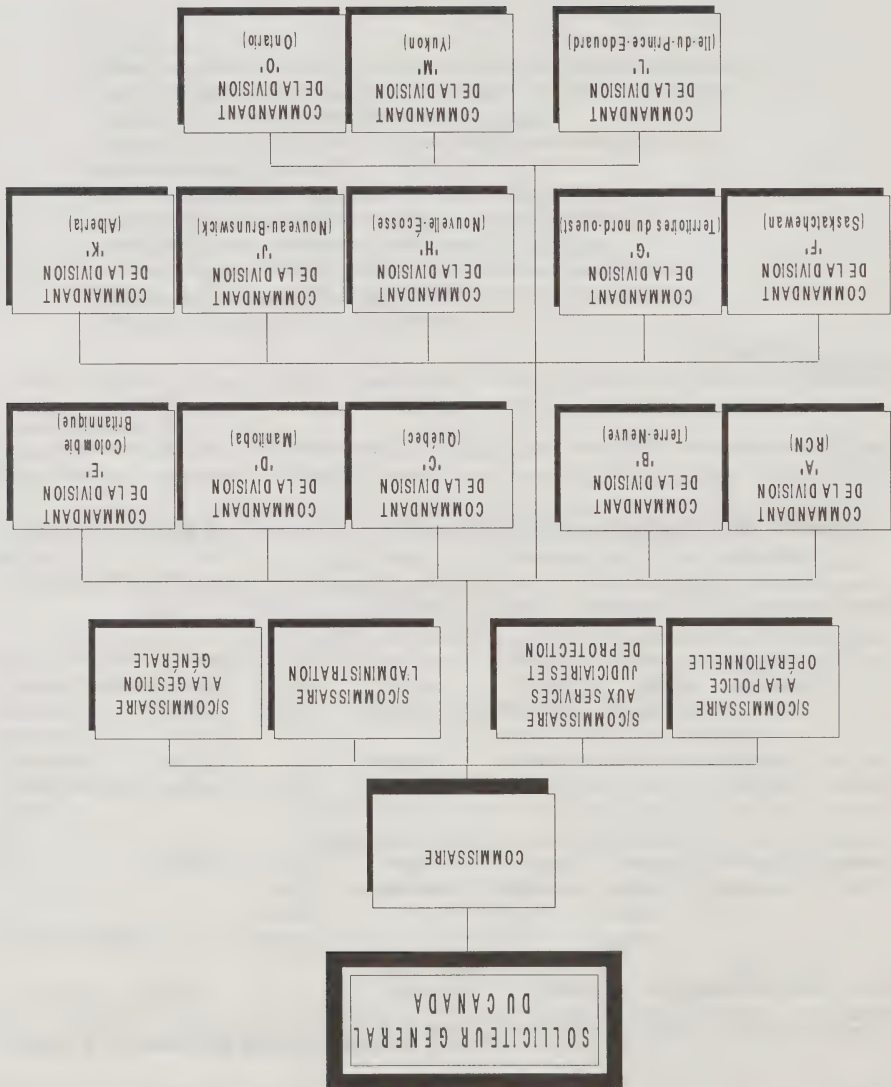 SOLLICITEUR GENERAL
DU CANADA
COMMISSAIRE
S/COMMISSAIRE
A LA POLICE
OPÉRATIONNELLE
S/COMMISSAIRE
AUX SERVICES
JUDICIAIRES ET
DE PROTECTION
S/COMMISSAIRE
L'ADMINISTRATION
S/COMMISSAIRE
A LA GESTION
GÉNÉRALE
COMMANDANT
DE LA DIVISION
'A'
(RCN)
COMMANDANT
DE LA DIVISION
'B'
(Terre-Neuve)
COMMANDANT
DE LA DIVISION
'C'
(Québec)
COMMANDANT
DE LA DIVISION
'D'
(Manitoba)
COMMANDANT
DE LA DIVISION
'E'
(Colombie
Britannique)
COMMANDANT
DE LA DIVISION
'F'
(Saskatchewan)
COMMANDANT
DE LA DIVISION
'G'
(Territoires du nord-ouest)
COMMANDANT
DE LA DIVISION
'H'
(Nouvelle-Écosse)
COMMANDANT
DE LA DIVISION
'J'
(Nouveau-Brunswick)
COMMANDANT
DE LA DIVISION
'K'
(Alberta)
COMMANDANT
DE LA DIVISION
'L'
(Ile-du-Prince-Edouard)
COMMANDANT
DE LA DIVISION
'M'
(Yukon)
COMMANDANT
DE LA DIVISION
'O'
(Ontario)